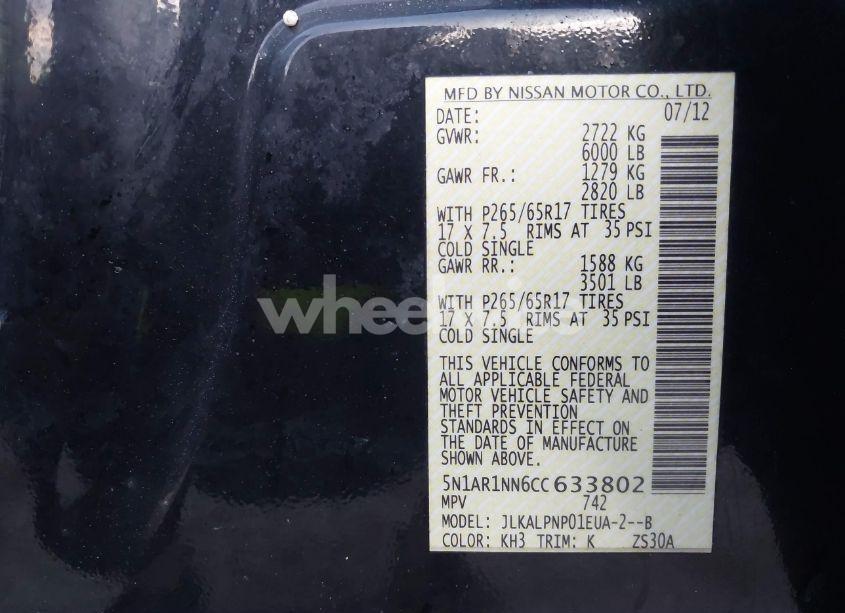 MFD BY NISSAN MOTOR CO., LTD.
DATE: 07/12
GVWR: 2722 KG
6000 LB
GAWR FR.: 1279 KG
2820 LB
WITH P265/65R17 TIRES
17 X 7.5 RIMS AT 35 PSI
COLD SINGLE
GAWR RR.: 1588 KG
3501 LB
WITH P265/65R17 TIRES
17 X 7.5 RIMS AT 35 PSI
COLD SINGLE
THIS VEHICLE CONFORMS TO
ALL APPLICABLE FEDERAL
MOTOR VEHICLE SAFETY AND
THEFT PREVENTION
STANDARDS IN EFFECT ON
THE DATE OF MANUFACTURE
SHOWN ABOVE.
5N1AR1NN6CC 633802
MPV 742
MODEL: JLKALPNP01EUA-2--B
COLOR: KH3 TRIM: K ZS30A